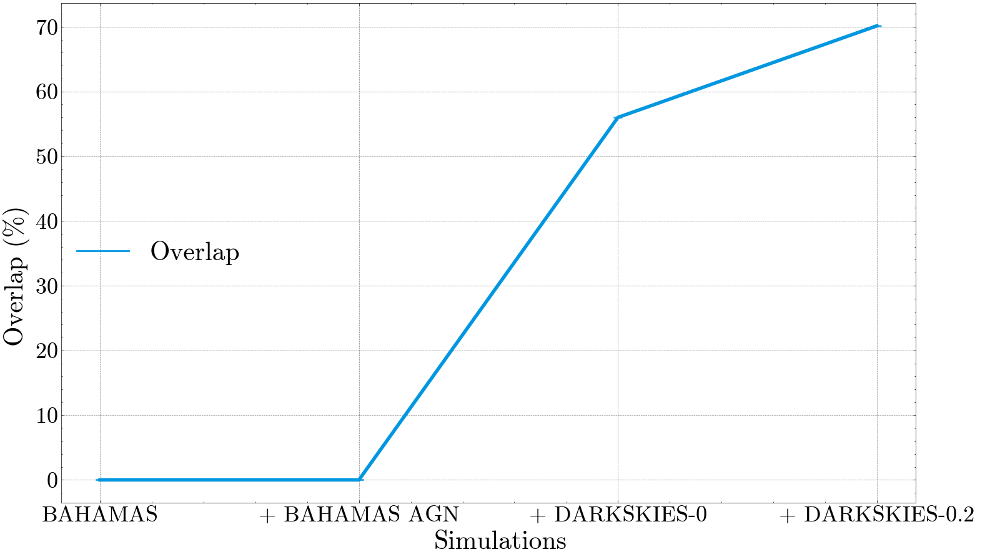 70
60
50
40
30
20
10
0
Overlap (%)
Overlap
BAHAMAS
+ BAHAMAS AGN
+ DARKSKIES-0
+ DARKSKIES-0.2
Simulations